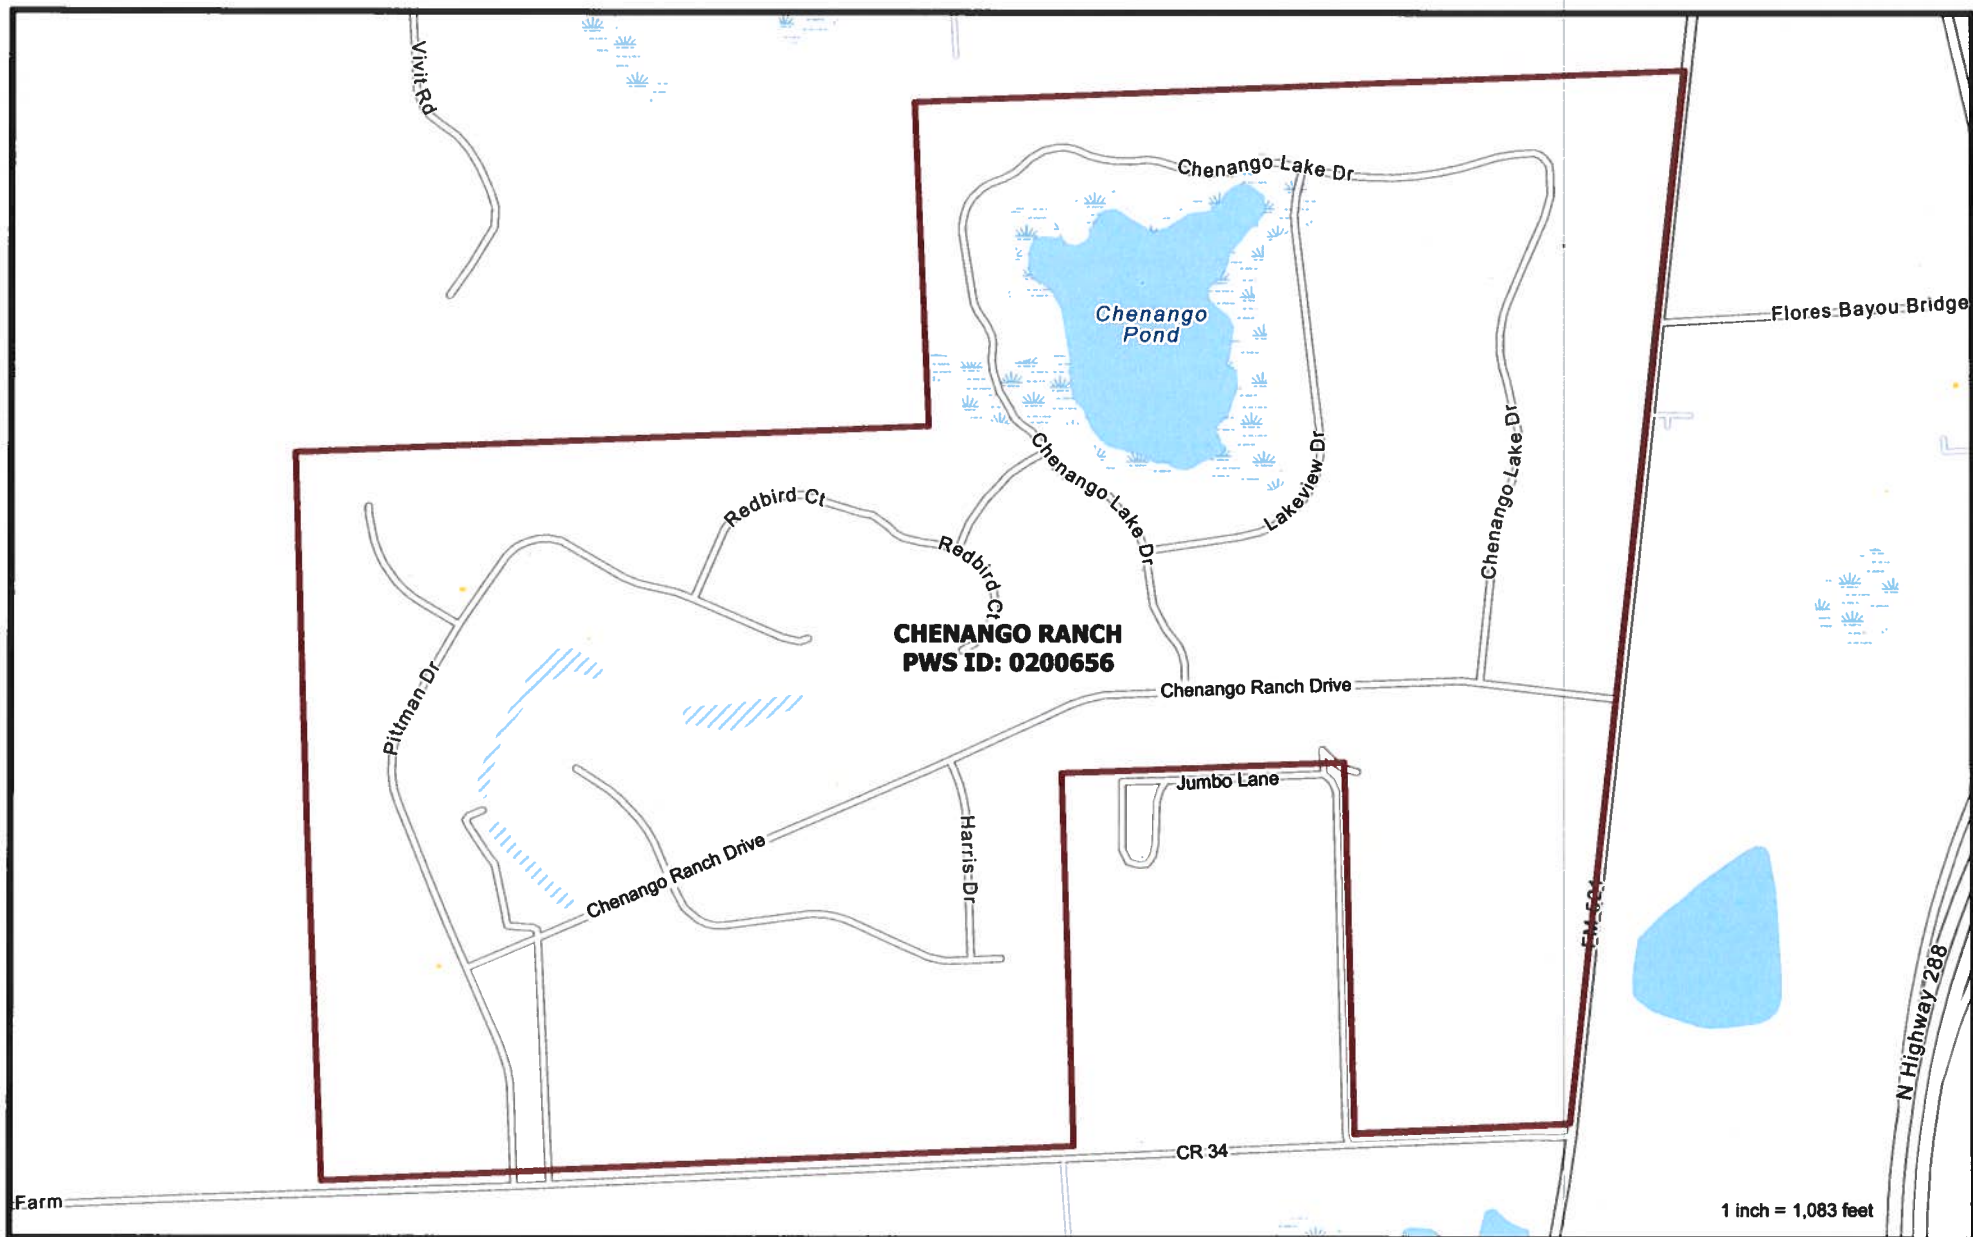 Vivit Rd
Chenango Lake Dr
Flores Bayou Bridge
Chenango
Pond
Chenango Lake Dr
Lakeview Dr
Chenango Lake Dr
Redbird Ct
Redbird Ct
CHENANGO RANCH
PWS ID: 0200656
Pittman Dr
Chenango Ranch Drive
Jumbo Lane
Chenango Ranch Drive
Harris Dr
FM 521
N Highway 288
CR 34
Farm
1 inch = 1,083 feet